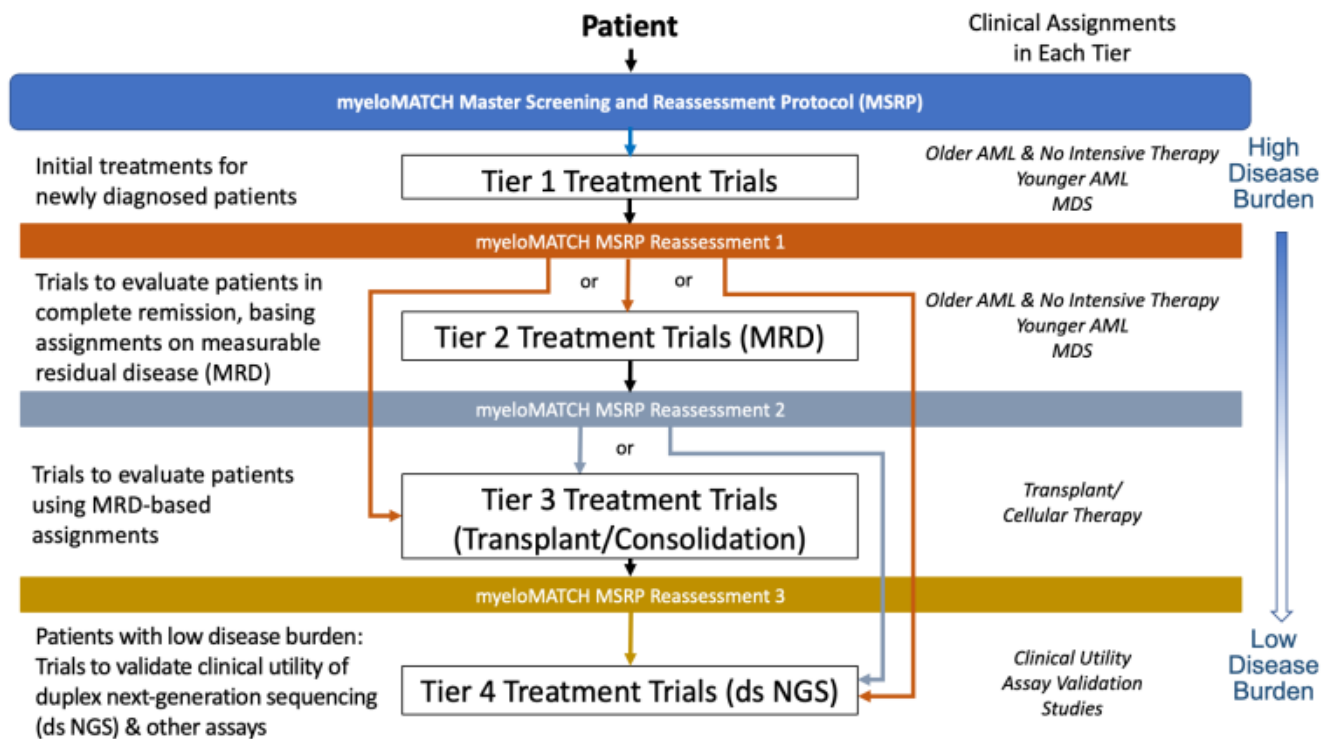 Patient
Clinical Assignments
in Each Tier
myeloMATCH Master Screening and Reassessment Protocol (MSRP)
Initial treatments for
newly diagnosed patients
Tier 1 Treatment Trials
Older AML & No Intensive Therapy
Younger AML
MDS
High
Disease
Burden
myeloMATCH MSRP Reassessment 1
Trials to evaluate patients in
complete remission, basing
assignments on measurable
residual disease (MRD)
or
or
Tier 2 Treatment Trials (MRD)
Older AML & No Intensive Therapy
Younger AML
MDS
myeloMATCH MSRP Reassessment 2
Trials to evaluate patients
using MRD-based
assignments
or
Tier 3 Treatment Trials
(Transplant/Consolidation)
Transplant/
Cellular Therapy
myeloMATCH MSRP Reassessment 3
Patients with low disease burden:
Trials to validate clinical utility of
duplex next-generation sequencing
(ds NGS) & other assays
Tier 4 Treatment Trials (ds NGS)
Clinical Utility
Assay Validation
Studies
Low
Disease
Burden